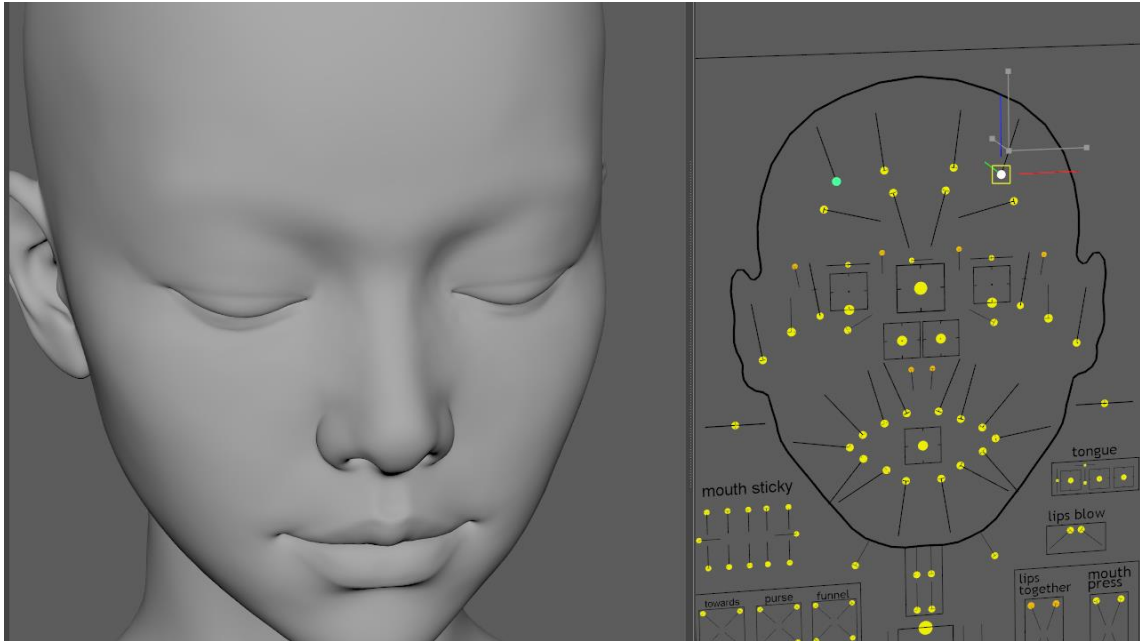 tongue
mouth sticky
lips blow
lips
together
mouth
press
towards
purse
funnel